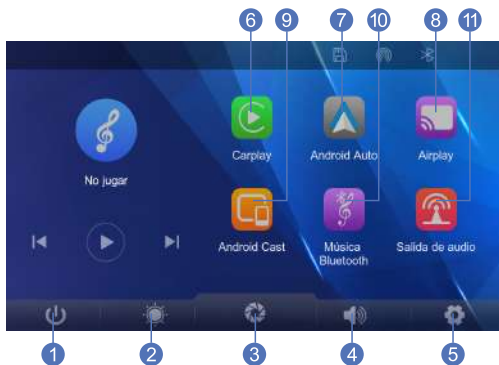 6 9 7 10 8 11
Carplay Android Auto Airplay
No jugar
Android Cast Música Bluetooth Salida de audio
1 2 3 4 5